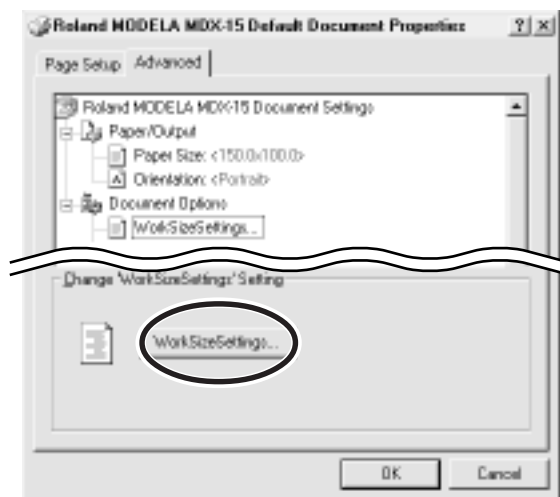 Roland MODELA MDX-15 Default Document Properties
Page Setup Advanced
Roland MODELA MDX-15 Document Settings
Paper/Output
Paper Size: <150.0x100.0>
Orientation: <Portrait>
Document Options
WorkSizeSettings...
Change 'WorkSizeSettings' Setting
WorkSizeSettings...
OK Cancel